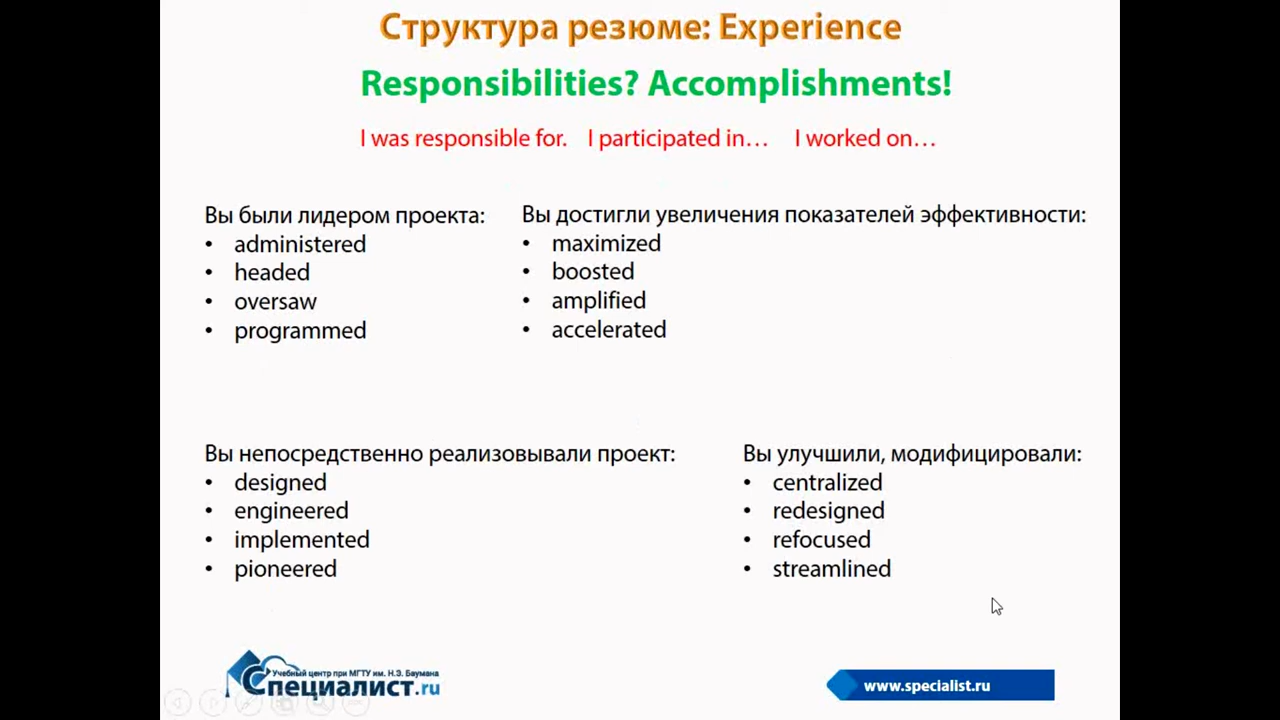 Структура резюме: Experience
Responsibilities? Accomplishments!
I was responsible for. I participated in… I worked on…
Вы были лидером проекта:
• administered
• headed
• oversaw
• programmed
Вы достигли увеличения показателей эффективности:
• maximized
• boosted
• amplified
• accelerated
Вы непосредственно реализовывали проект:
• designed
• engineered
• implemented
• pioneered
Вы улучшили, модифицировали:
• centralized
• redesigned
• refocused
• streamlined
Учебный центр при МГТУ им. Н.Э. Баумана
Специалист.ru
www.specialist.ru